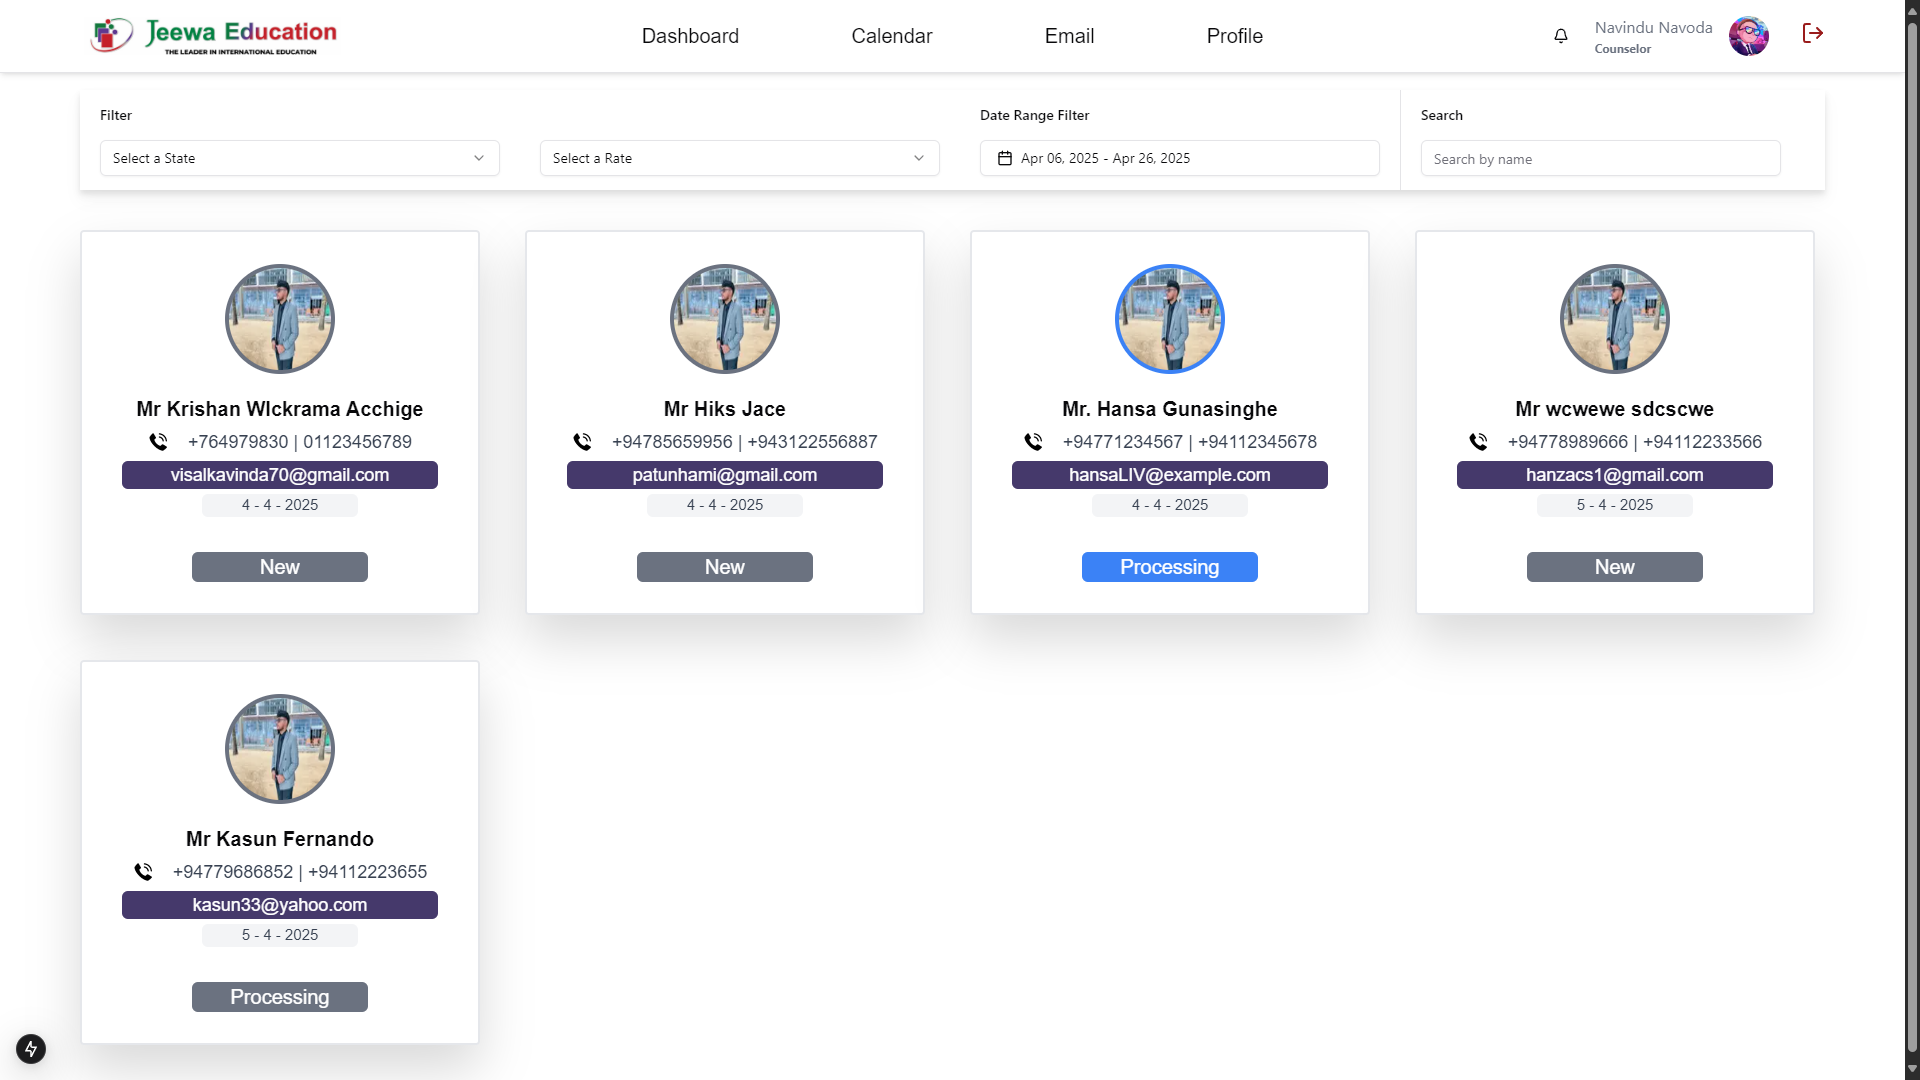 Jeewa Education
THE LEADER IN INTERNATIONAL EDUCATION
Dashboard
Calendar
Email
Profile
Navindu Navoda
Counselor
Filter
Select a State
Select a Rate
Date Range Filter
Apr 06, 2025 - Apr 26, 2025
Search
Search by name
Mr Krishan WIckrama Acchige
+764979830 | 01123456789
visalkavinda70@gmail.com
4 - 4 - 2025
New
Mr Hiks Jace
+94785659956 | +943122556887
patunhami@gmail.com
4 - 4 - 2025
New
Mr. Hansa Gunasinghe
+94771234567 | +94112345678
hansaLIV@example.com
4 - 4 - 2025
Processing
Mr wcwewe sdcscwe
+94778989666 | +94112233566
hanzacs1@gmail.com
5 - 4 - 2025
New
Mr Kasun Fernando
+94779686852 | +94112223655
kasun33@yahoo.com
5 - 4 - 2025
Processing